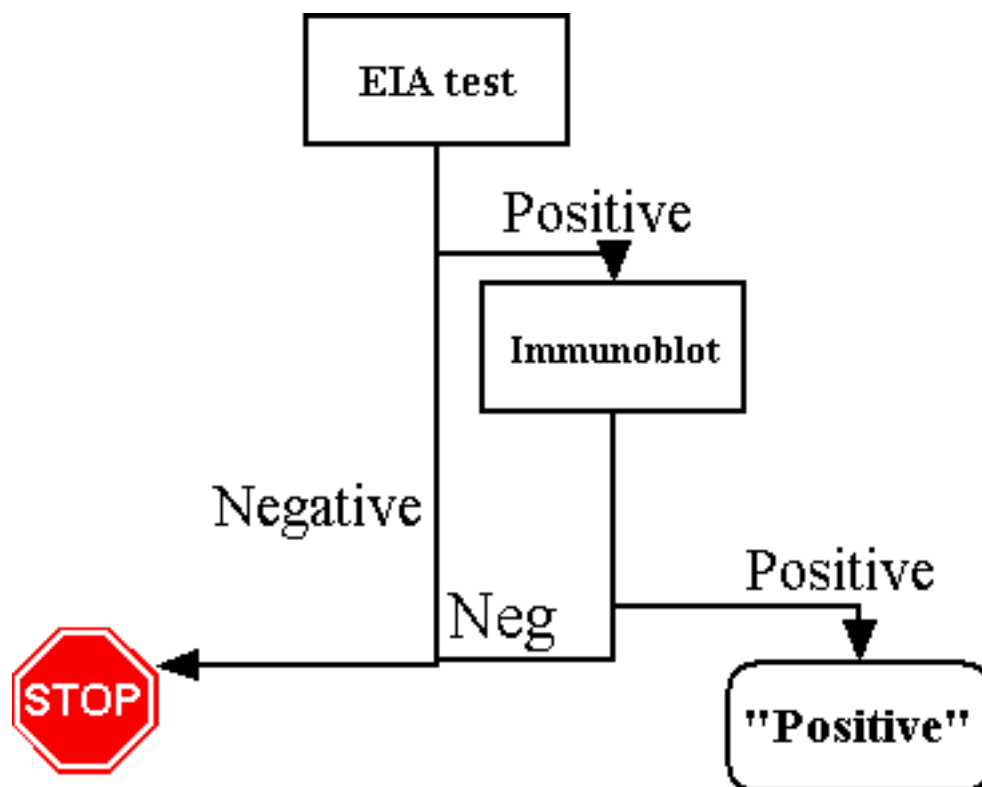 EIA test
Positive
Immunoblot
Negative
Positive
Neg
STOP
"Positive"